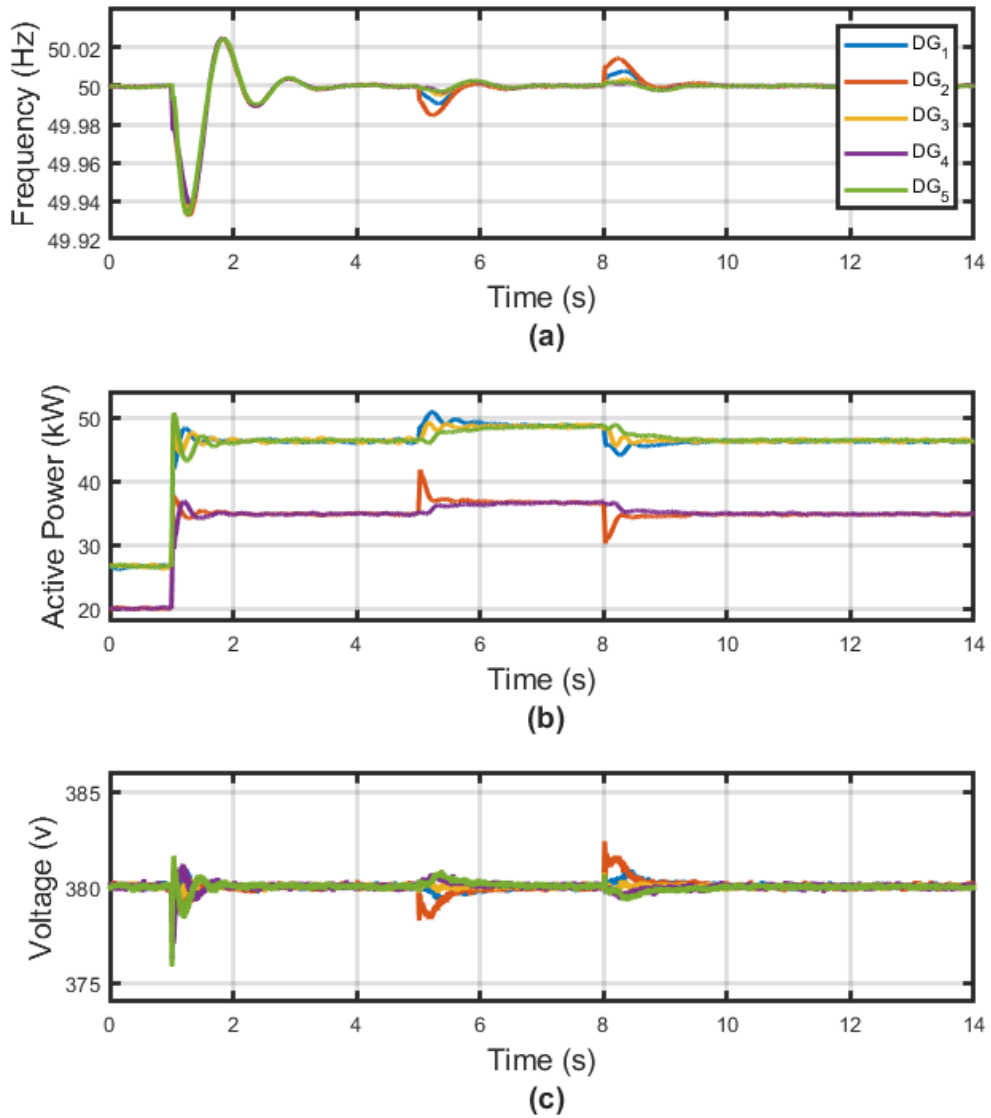 Frequency (Hz)
50.02
50
49.98
49.96
49.94
49.92
0 2 4 6 8 10 12 14
DG1
DG2
DG3
DG4
DG5
Time (s)
(a)
Active Power (kW)
50
40
30
20
0 2 4 6 8 10 12 14
Time (s)
(b)
Voltage (v)
385
380
375
0 2 4 6 8 10 12 14
Time (s)
(c)